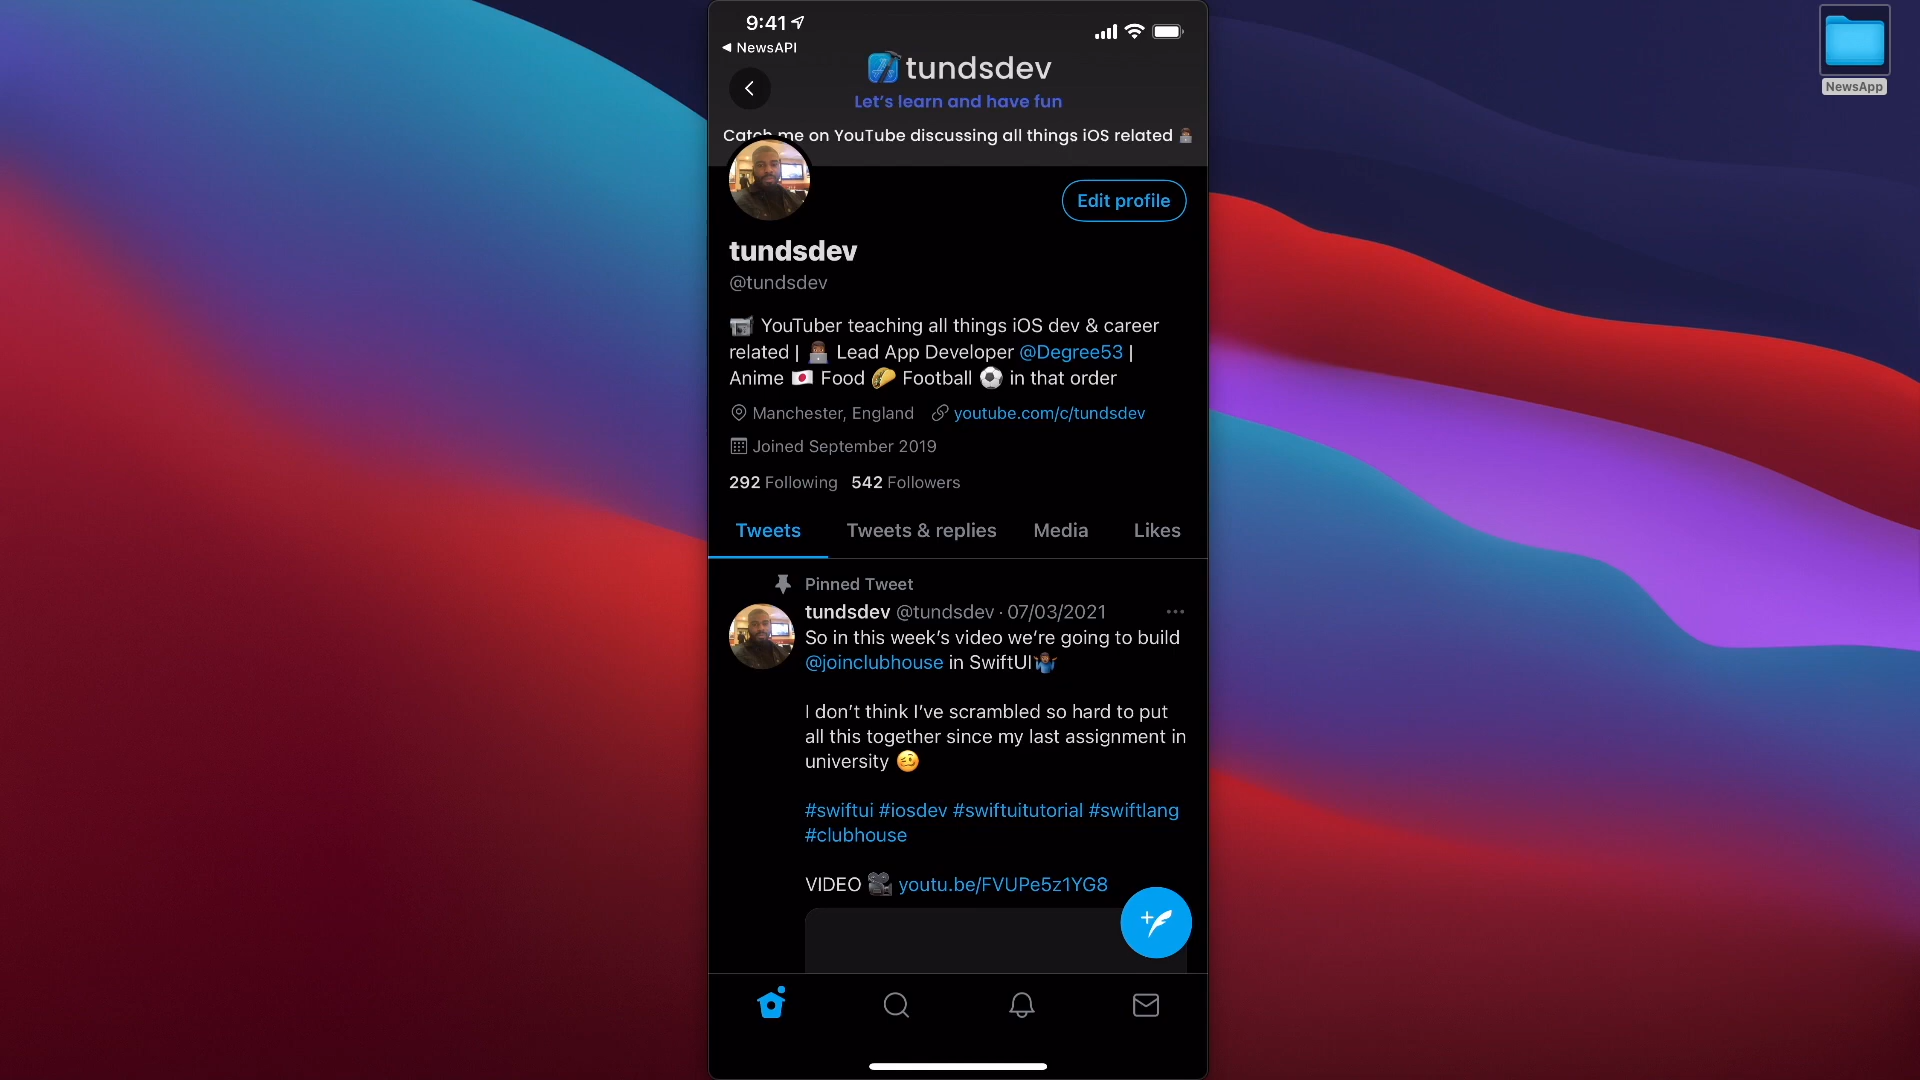 9:41
◀ NewsAPI
tundsdev
Let's learn and have fun
Catch me on YouTube discussing all things iOS related 👨🏾‍💻
Edit profile
tundsdev
@tundsdev
📹 YouTuber teaching all things iOS dev & career
related | 👨🏾‍💻 Lead App Developer @Degree53 |
Anime 🇯🇵 Food 🌮 Football ⚽ in that order
Manchester, England youtube.com/c/tundsdev
Joined September 2019
292 Following 542 Followers
Tweets Tweets & replies Media Likes
Pinned Tweet
tundsdev @tundsdev · 07/03/2021
So in this week’s video we’re going to build
@joinclubhouse in SwiftUI🤷🏾‍♂️
I don’t think I’ve scrambled so hard to put
all this together since my last assignment in
university 🥴
#swiftui #iosdev #swiftuitutorial #swiftlang
#clubhouse
VIDEO 🎥 youtu.be/FVUPe5z1YG8
NewsApp